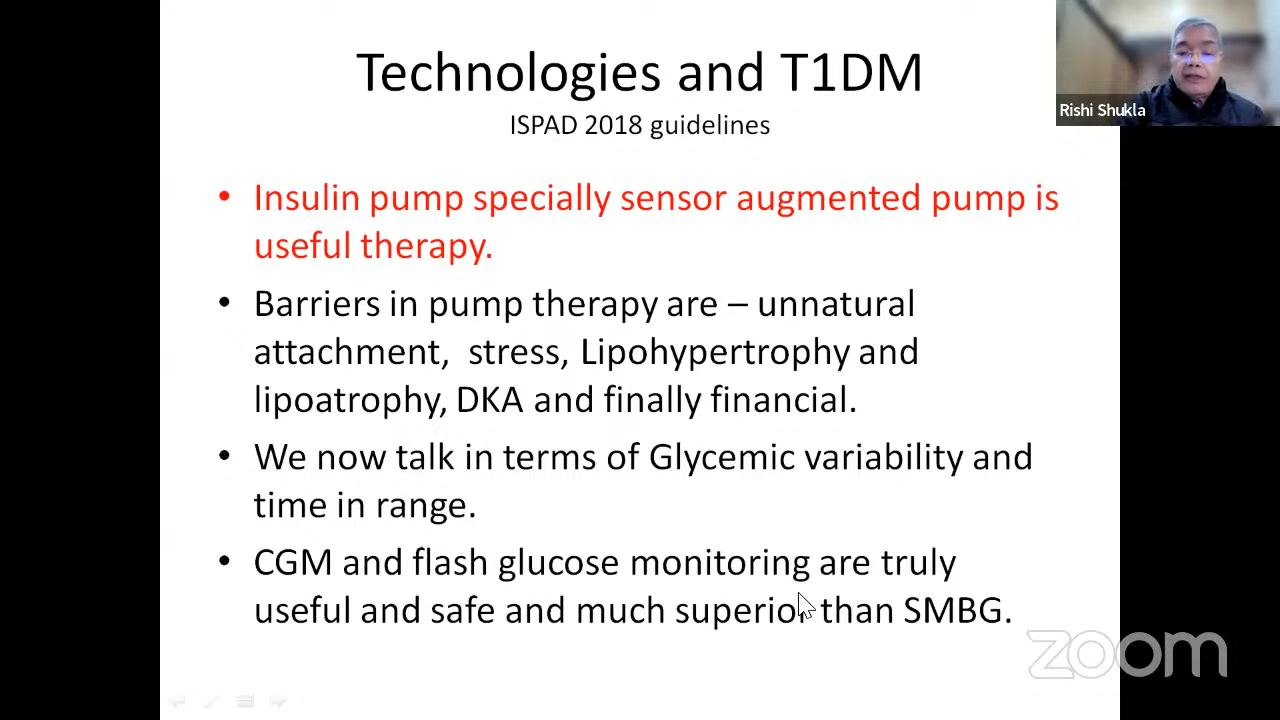 Technologies and T1DM
ISPAD 2018 guidelines
Rishi Shukla
• Insulin pump specially sensor augmented pump is
useful therapy.
• Barriers in pump therapy are – unnatural
attachment, stress, Lipohypertrophy and
lipoatrophy, DKA and finally financial.
• We now talk in terms of Glycemic variability and
time in range.
• CGM and flash glucose monitoring are truly
useful and safe and much superior than SMBG.
zoom